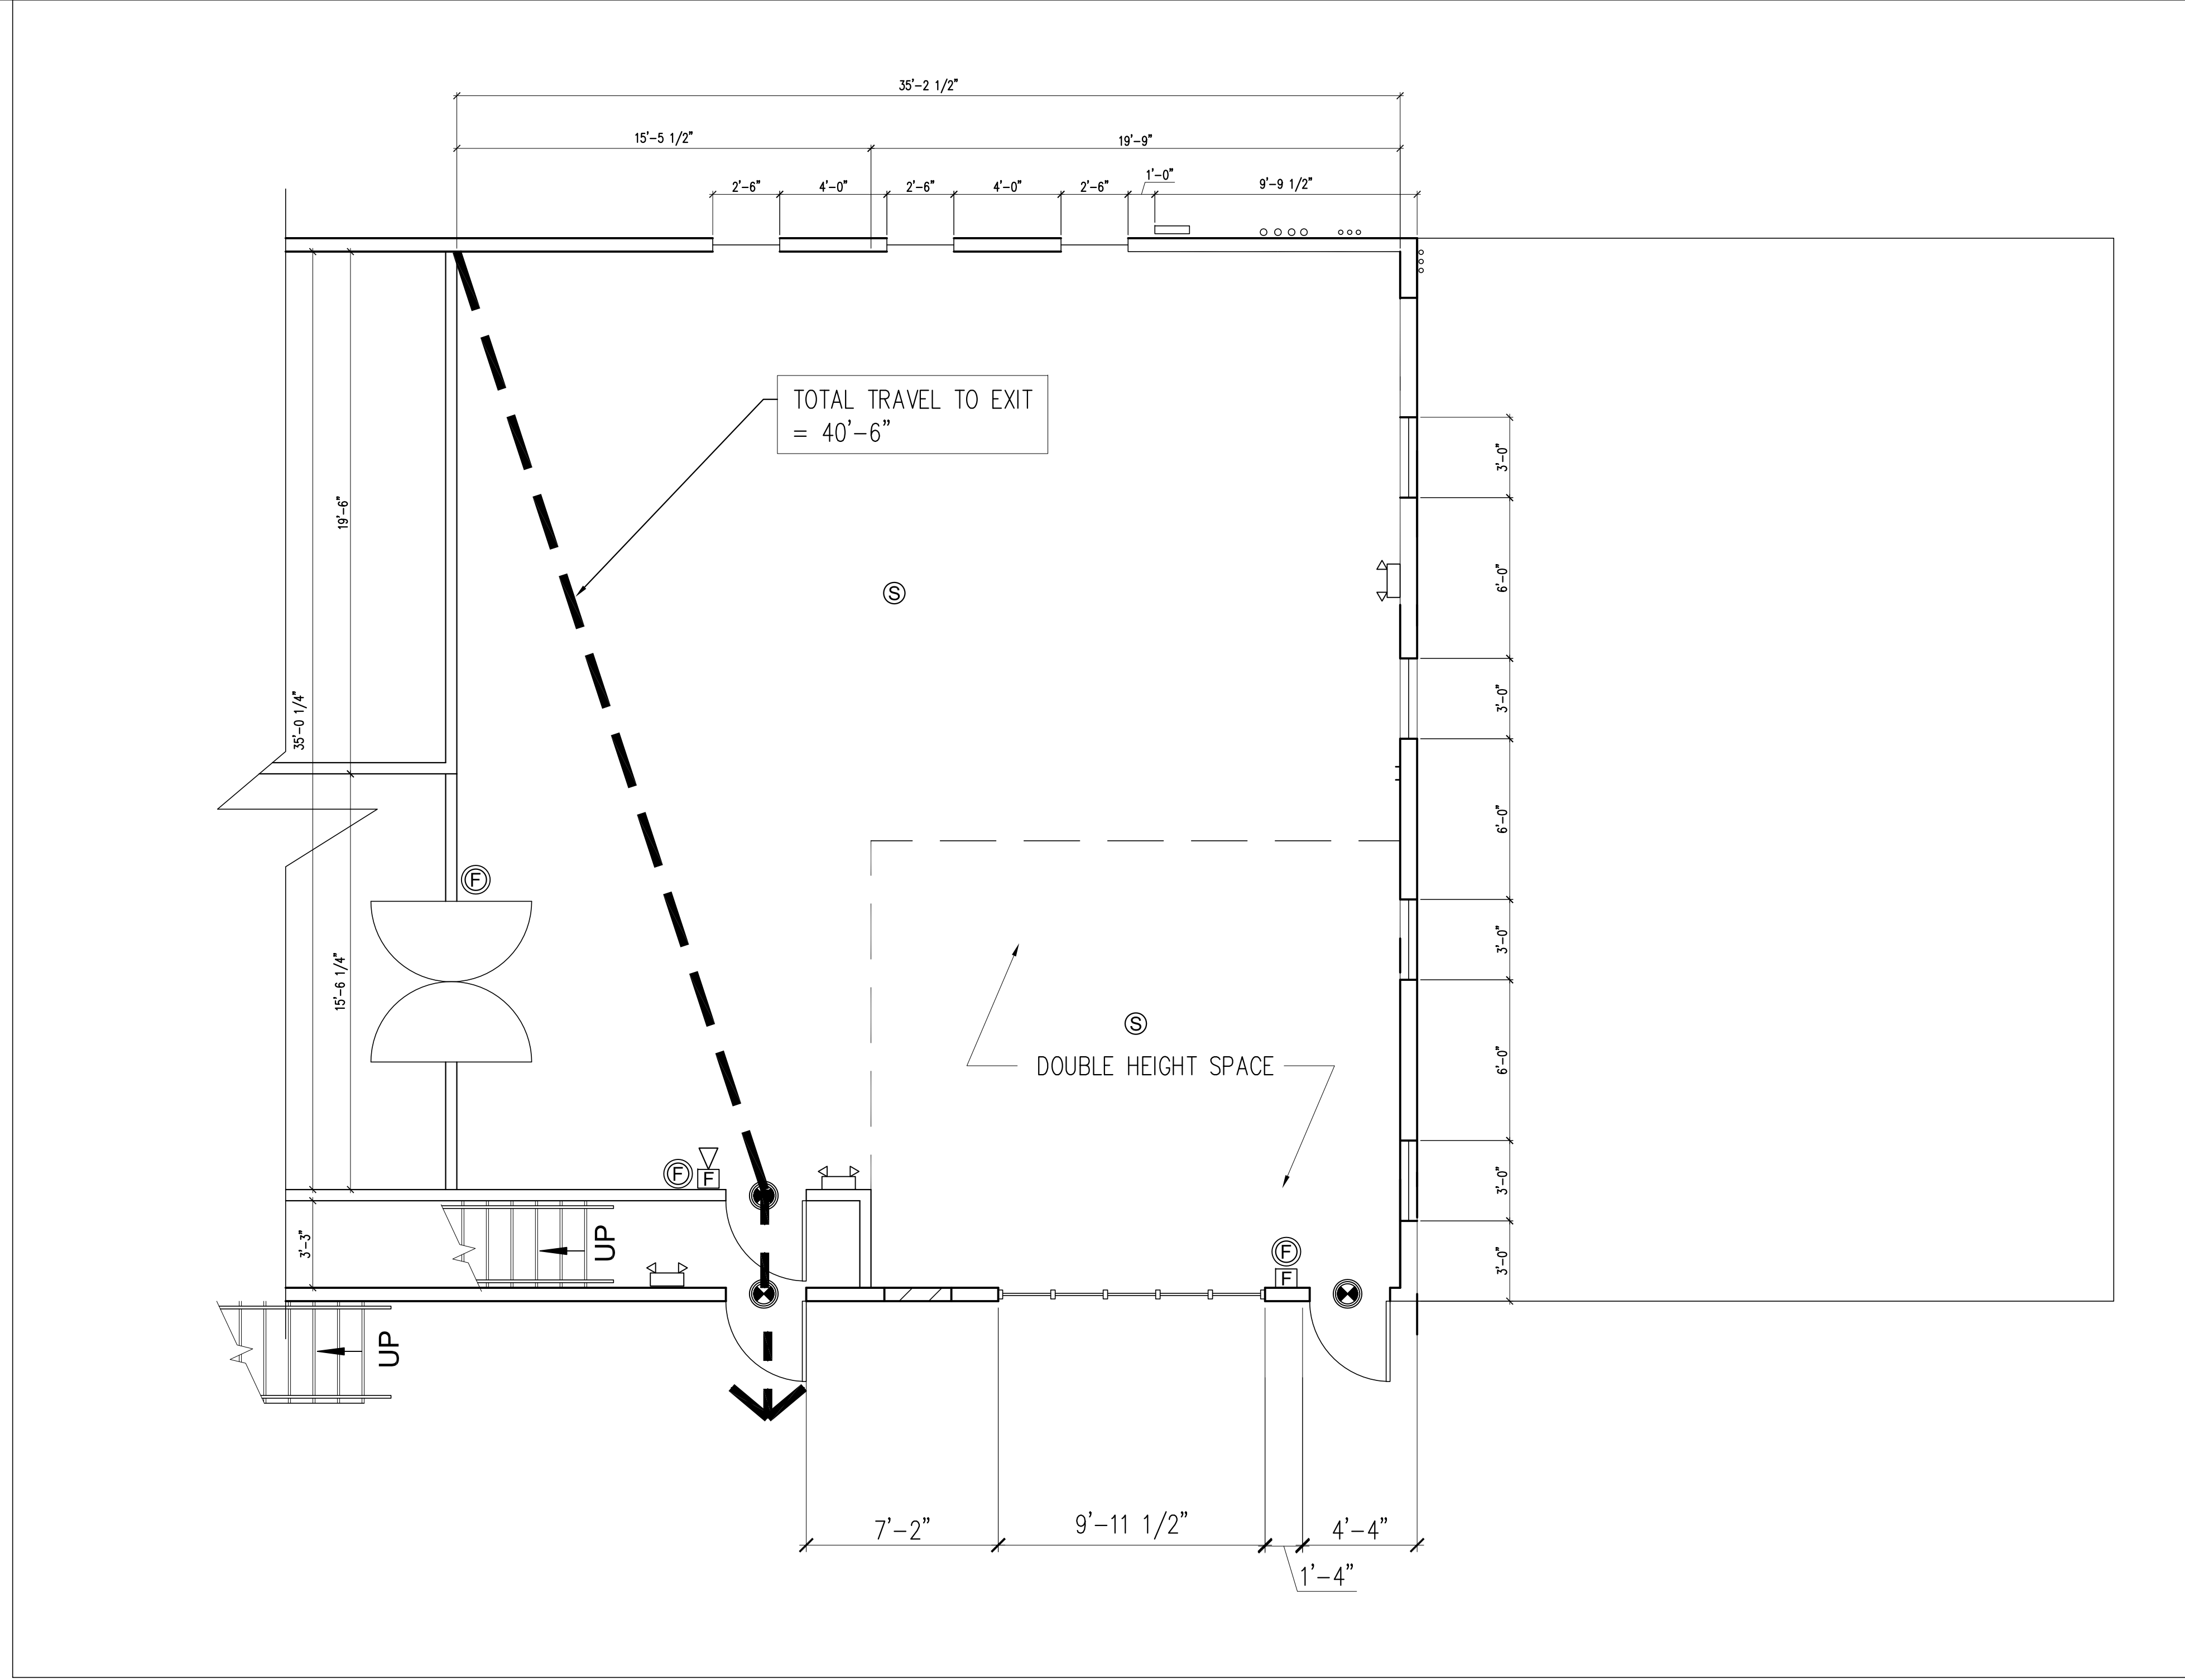 35'-2 1/2"
15'-5 1/2"
19'-9"
2'-6"
4'-0"
2'-6"
4'-0"
2'-6"
1'-0"
9'-9 1/2"
TOTAL TRAVEL TO EXIT
= 40'-6"
3'-0"
19'-6"
6'-0"
S
35'-0 1/4"
3'-0"
6'-0"
F
15'-6 1/4"
3'-0"
S
DOUBLE HEIGHT SPACE
6'-0"
F
F
3'-0"
3'-3"
UP
F
F
3'-0"
UP
7'-2"
9'-11 1/2"
4'-4"
1'-4"